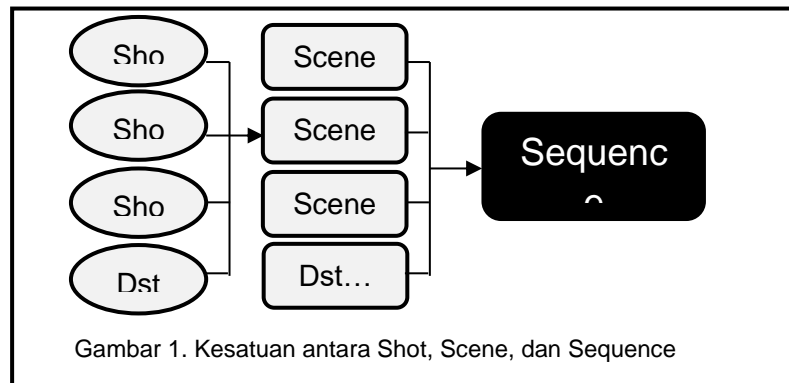 Sho
Scene
Sho
Scene
Sequenc
Sho
Scene
Dst
Dst…
Gambar 1. Kesatuan antara Shot, Scene, dan Sequence